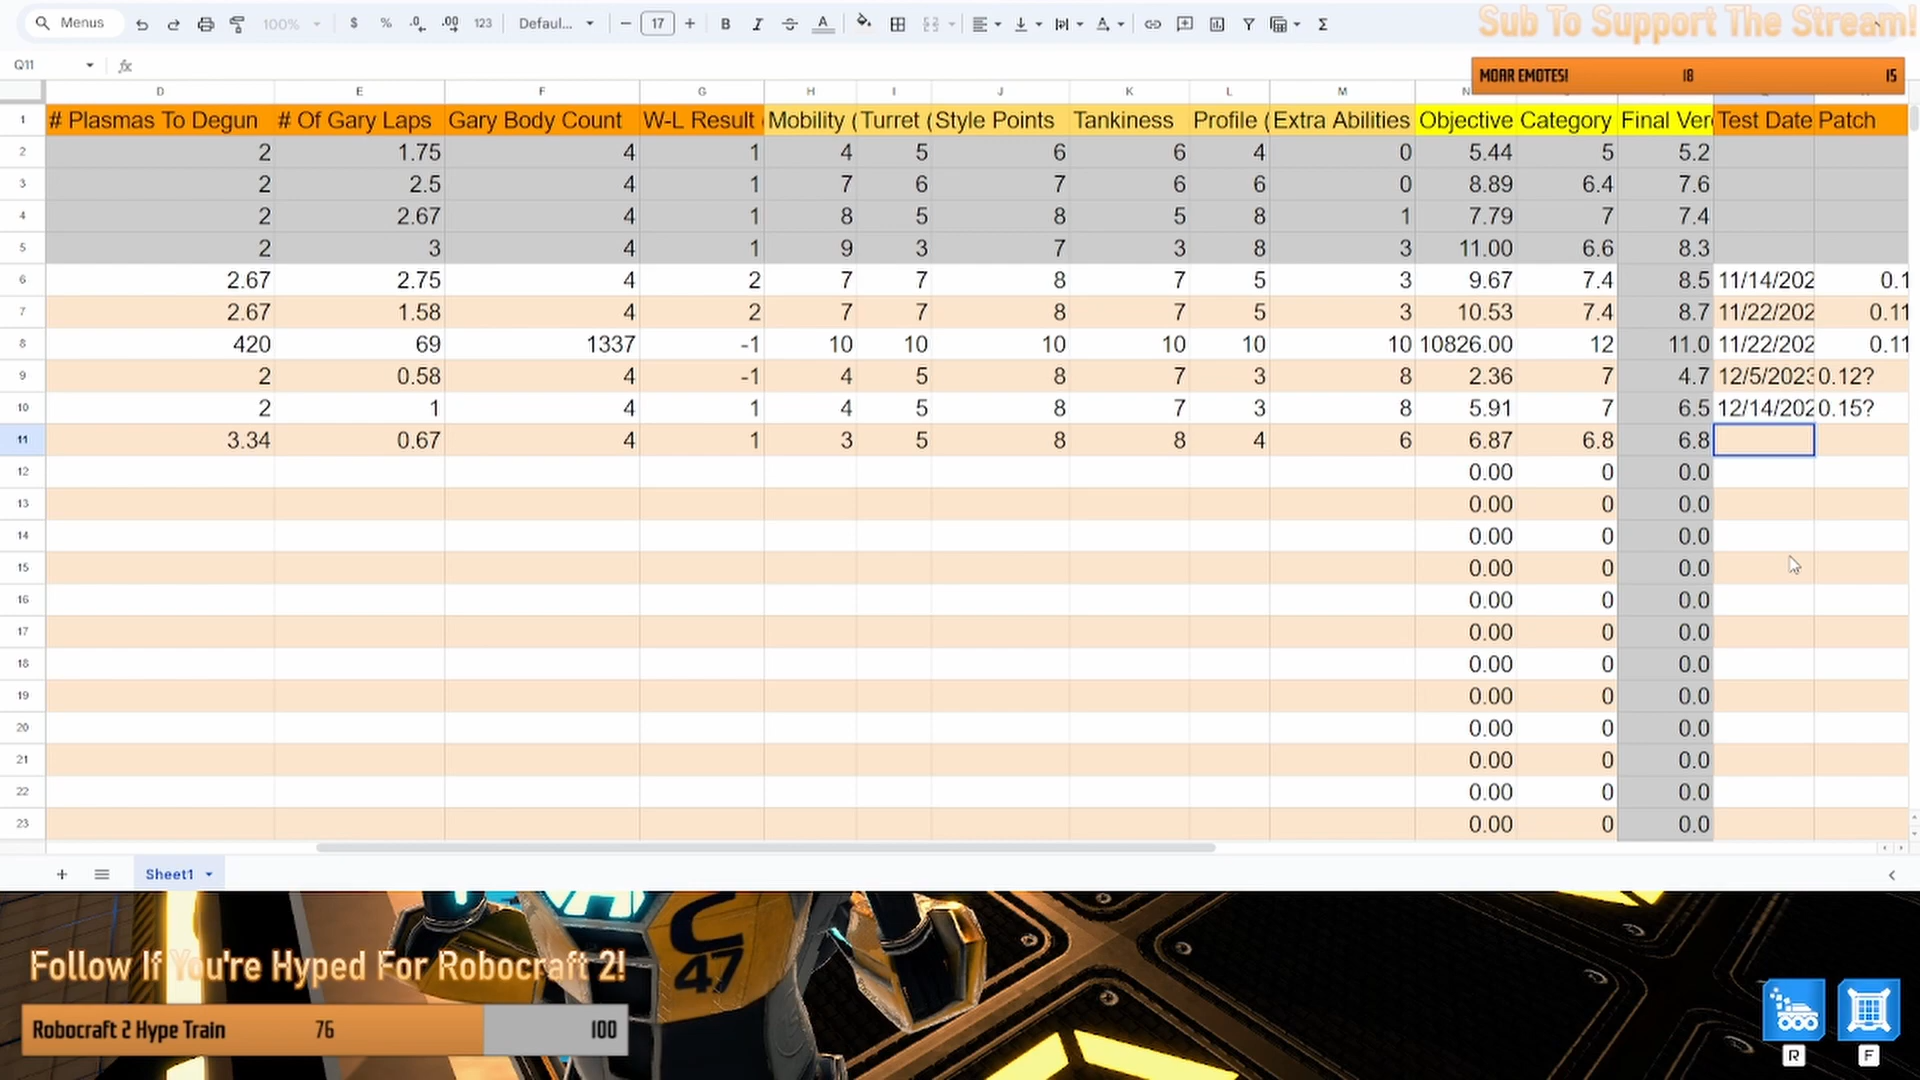 Menus 100% $ % .0 .00 123 Defaul... 17 B I A Σ
Sub To Support The Stream!
Q11 fx
MOAR EMOTES! 18 15
D E F G H I J K L M
1 # Plasmas To Degun # Of Gary Laps Gary Body Count W-L Result Mobility ( Turret ( Style Points Tankiness Profile ( Extra Abilities Objective Category Final Ver Test Date Patch
2 2 1.75 4 1 4 5 6 6 4 0 5.44 5 5.2
3 2 2.5 4 1 7 6 7 6 6 0 8.89 6.4 7.6
4 2 2.67 4 1 8 5 8 5 8 1 7.79 7 7.4
5 2 3 4 1 9 3 7 3 8 3 11.00 6.6 8.3
6 2.67 2.75 4 2 7 7 8 7 5 3 9.67 7.4 8.5 11/14/202 0.1
7 2.67 1.58 4 2 7 7 8 7 5 3 10.53 7.4 8.7 11/22/202 0.11
8 420 69 1337 -1 10 10 10 10 10 10 10826.00 12 11.0 11/22/202 0.11
9 2 0.58 4 -1 4 5 8 7 3 8 2.36 7 4.7 12/5/2023 0.12?
10 2 1 4 1 4 5 8 7 3 8 5.91 7 6.5 12/14/202 0.15?
11 3.34 0.67 4 1 3 5 8 8 4 6 6.87 6.8 6.8
12 0.00 0 0.0
13 0.00 0 0.0
14 0.00 0 0.0
15 0.00 0 0.0
16 0.00 0 0.0
17 0.00 0 0.0
18 0.00 0 0.0
19 0.00 0 0.0
20 0.00 0 0.0
21 0.00 0 0.0
22 0.00 0 0.0
23 0.00 0 0.0
Sheet1
C
47
Follow If You're Hyped For Robocraft 2!
Robocraft 2 Hype Train 76 100
R F